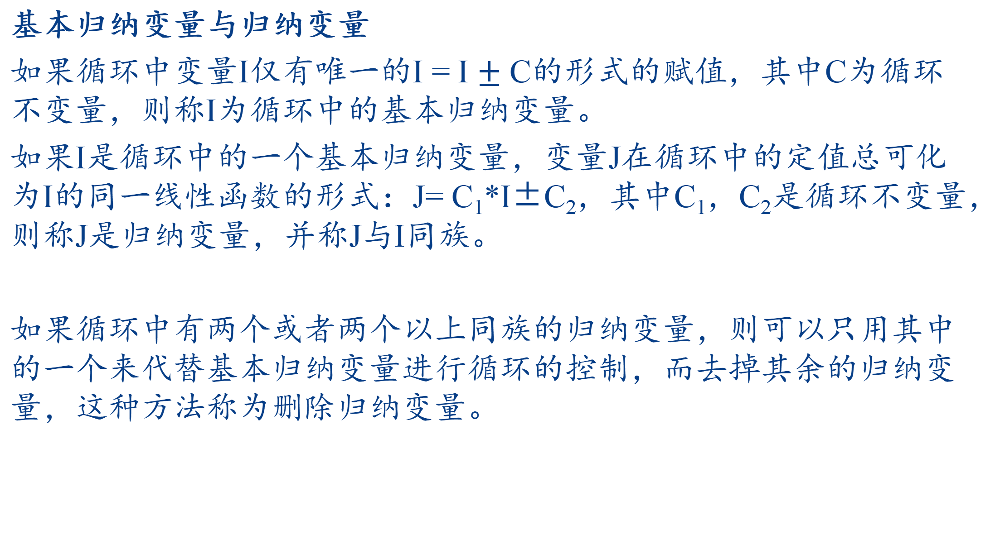 基本归纳变量与归纳变量
如果循环中变量I仅有唯一的I = I ± C的形式的赋值，其中C为循环
不变量，则称I为循环中的基本归纳变量。
如果I是循环中的一个基本归纳变量，变量J在循环中的定值总可化
为I的同一线性函数的形式：J= C₁*I±C₂，其中C₁，C₂是循环不变量，
则称J是归纳变量，并称J与I同族。
如果循环中有两个或者两个以上同族的归纳变量，则可以只用其中
的一个来代替基本归纳变量进行循环的控制，而去掉其余的归纳变
量，这种方法称为删除归纳变量。